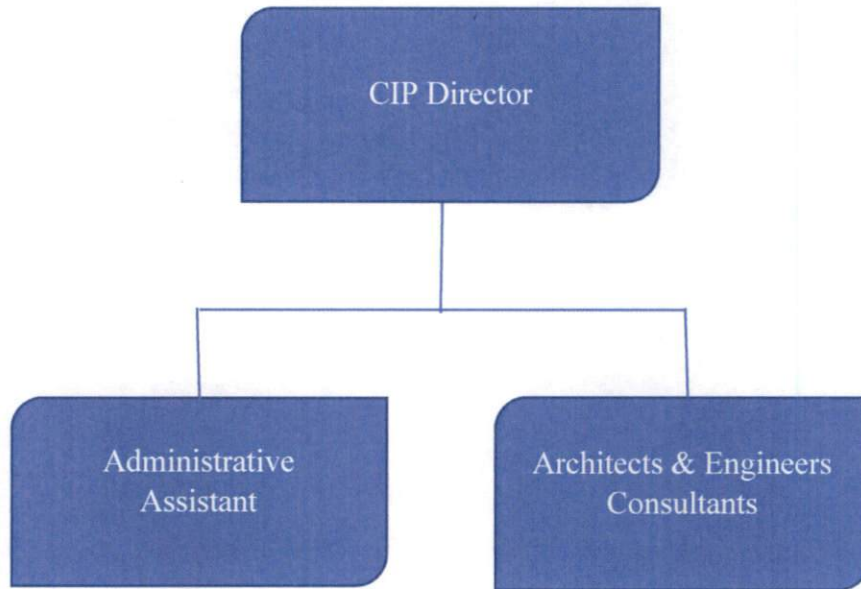 CIP Director
Administrative
Assistant
Architects & Engineers
Consultants